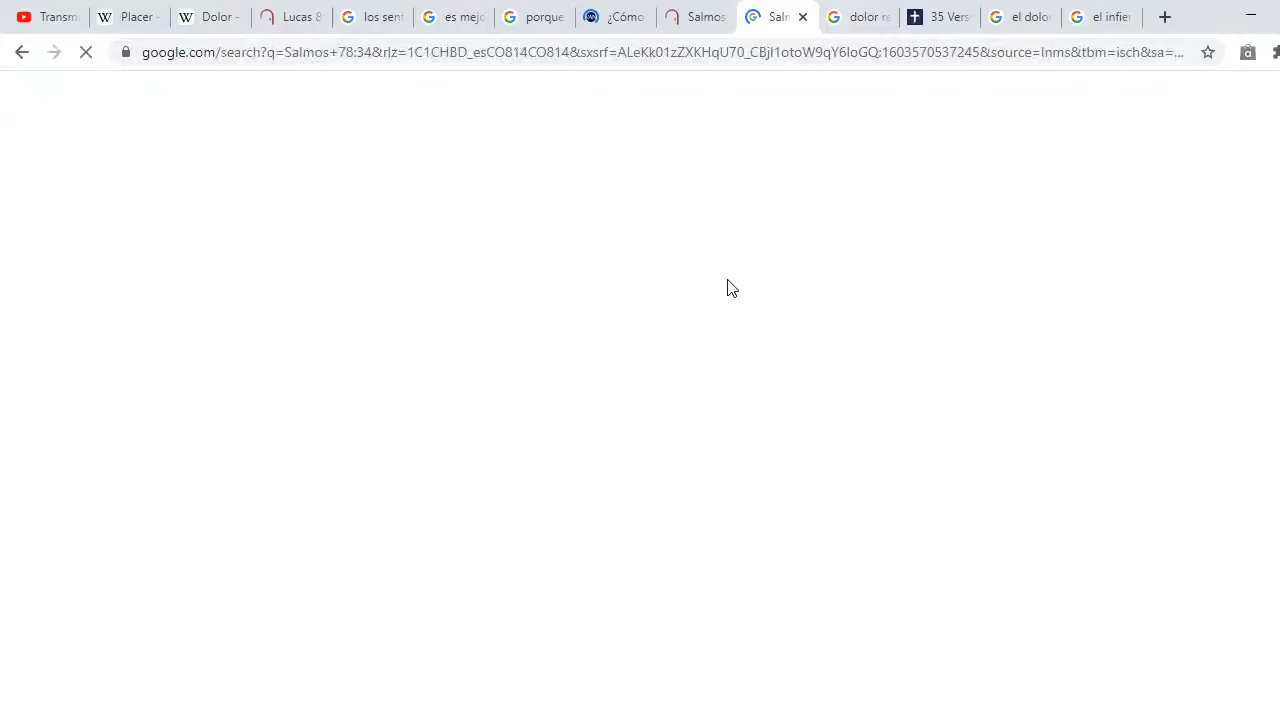 Transm
Placer -
Dolor -
Lucas 8
los sent
es mejo
porque
¿Cómo
Salmos
Salm
dolor re
35 Vers
el dolo
el infier
google.com/search?q=Salmos+78:34&rlz=1C1CHBD_esCO814CO814&sxsrf=ALeKk01zZXKHqU70_CBjI1otoW9qY6IoGQ:1603570537245&source=lnms&tbm=isch&sa=...